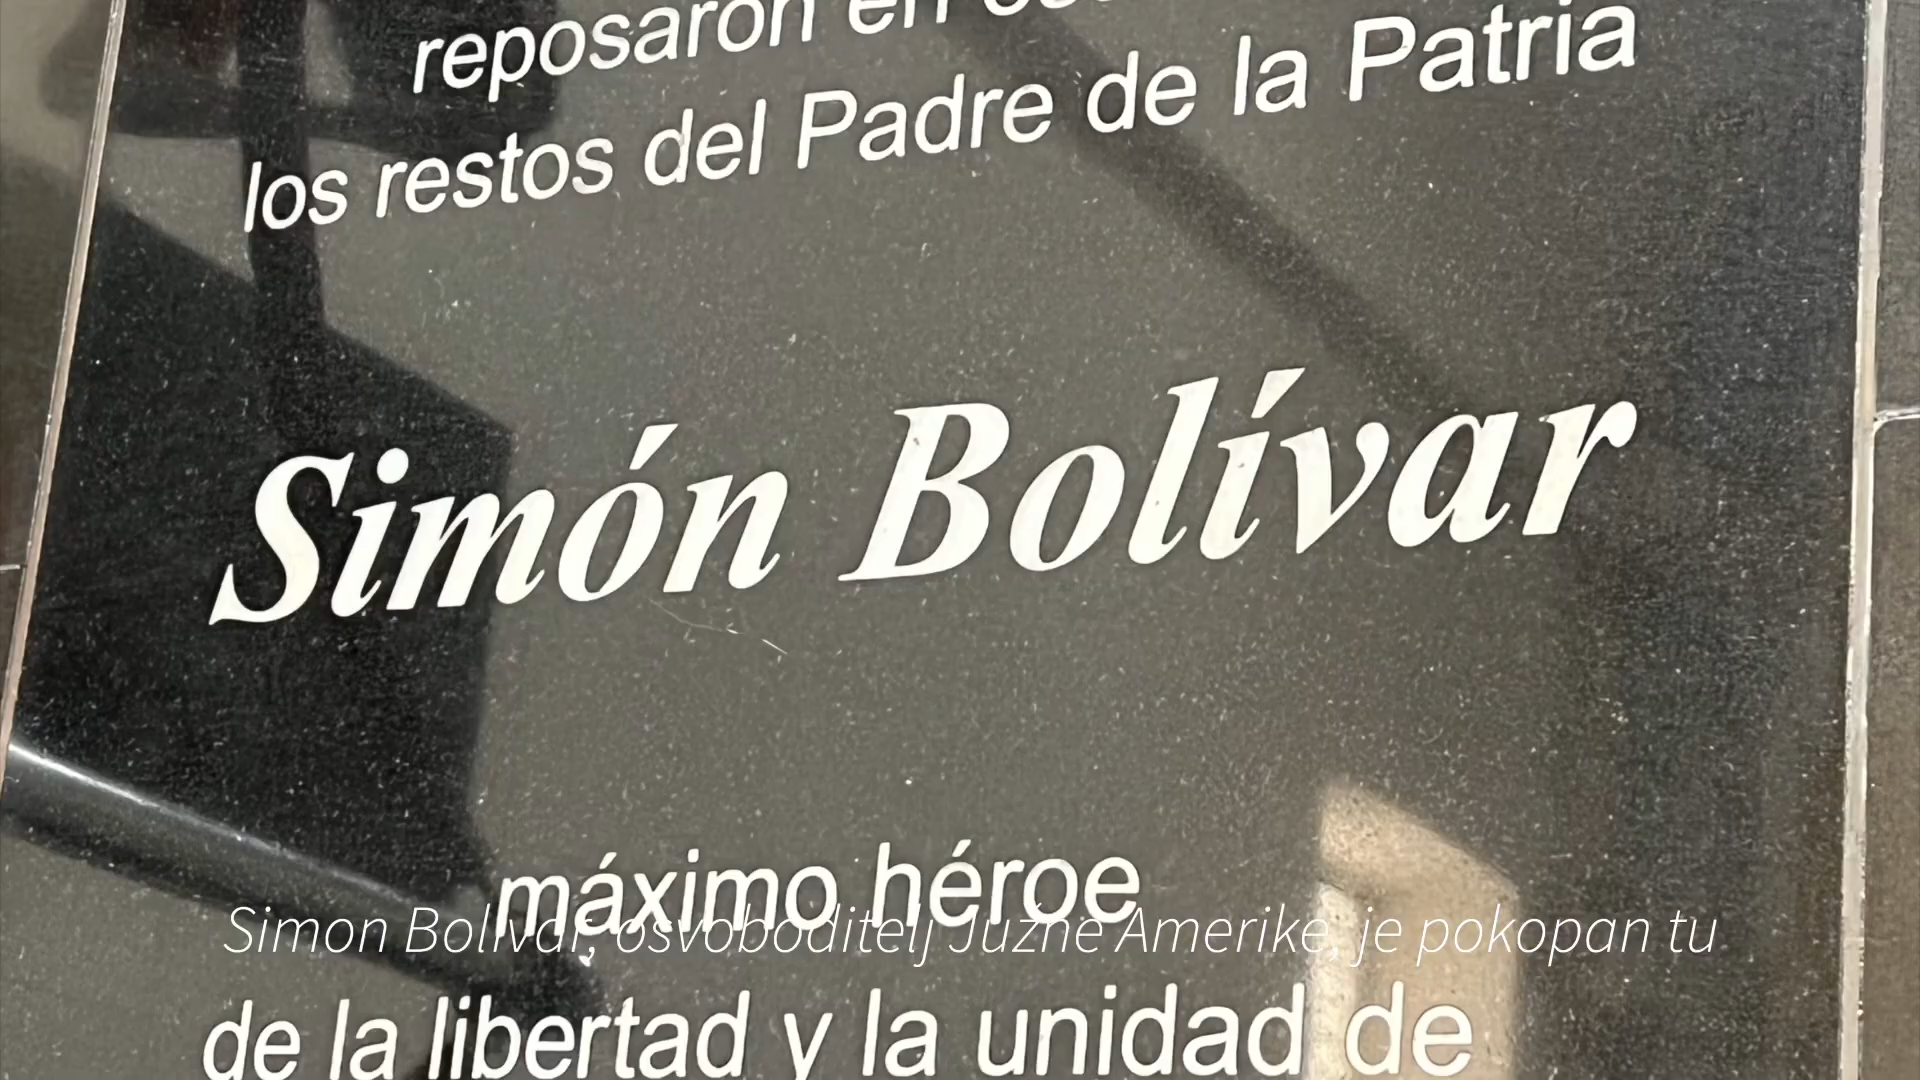 reposaron en
los restos del Padre de la Patria
Simón Bolívar
máximo héroe
Simon Bolivar, osvoboditelj Južne Amerike, je pokopan tu
de la libertad y la unidad de